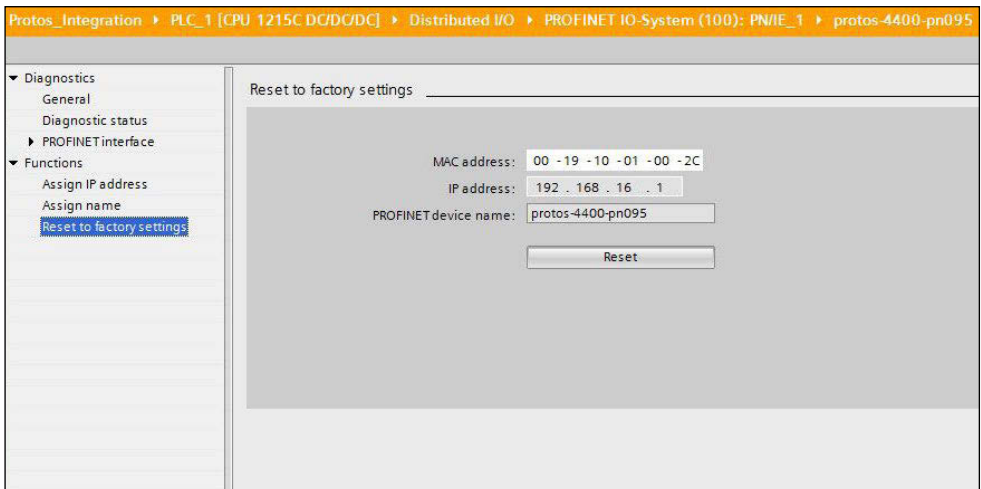 Protos_Integration ▸ PLC_1 [CPU 1215C DC/DC/DC] ▸ Distributed I/O ▸ PROFINET IO-System (100): PN/IE_1 ▸ protos-4400-pn095
Diagnostics
General
Diagnostic status
PROFINET interface
Functions
Assign IP address
Assign name
Reset to factory settings
Reset to factory settings
MAC address: 00 -19 -10 -01 -00 -2C
IP address: 192 . 168 . 16 . 1
PROFINET device name: protos-4400-pn095
Reset